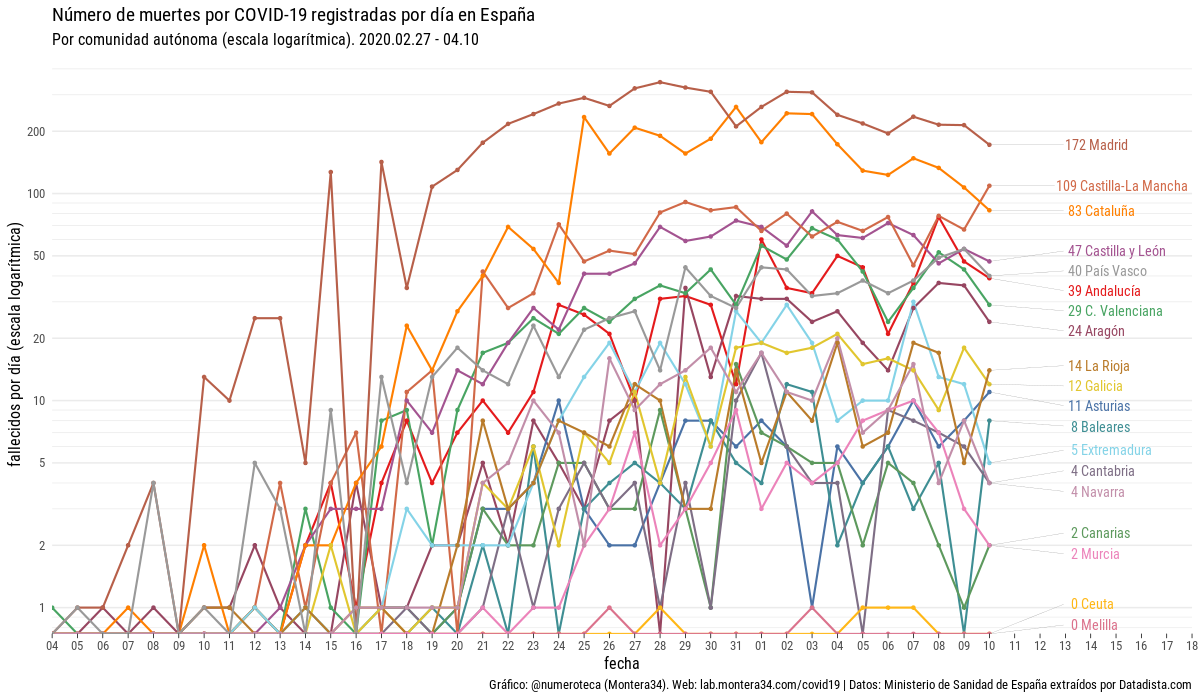 Número de muertes por COVID-19 registradas por día en España
Por comunidad autónoma (escala logarítmica). 2020.02.27 - 04.10
fallecidos por día (escala logarítmica)
200
100
50
20
10
5
2
1
172 Madrid
109 Castilla-La Mancha
83 Cataluña
47 Castilla y León
40 País Vasco
39 Andalucía
29 C. Valenciana
24 Aragón
14 La Rioja
12 Galicia
11 Asturias
8 Baleares
5 Extremadura
4 Cantabria
4 Navarra
2 Canarias
2 Murcia
0 Ceuta
0 Melilla
04 05 06 07 08 09 10 11 12 13 14 15 16 17 18 19 20 21 22 23 24 25 26 27 28 29 30 31 01 02 03 04 05 06 07 08 09 10 11 12 13 14 15 16 17 18
fecha
Gráfico: @numeroteca (Montera34). Web: lab.montera34.com/covid19 | Datos: Ministerio de Sanidad de España extraídos por Datadista.com